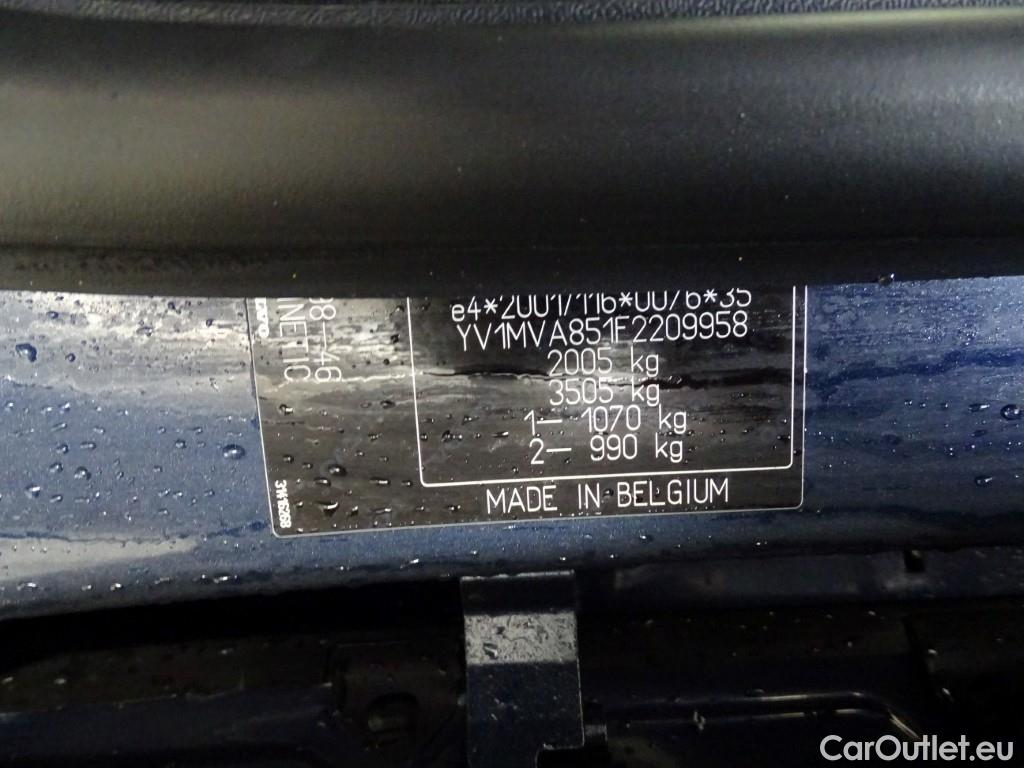 e4*2001/116*0076*35
YV1MVA851F2209958
2005 kg
3505 kg
1— 1070 kg
2— 990 kg
MADE IN BELGIUM
31416268
CarOutlet.eu